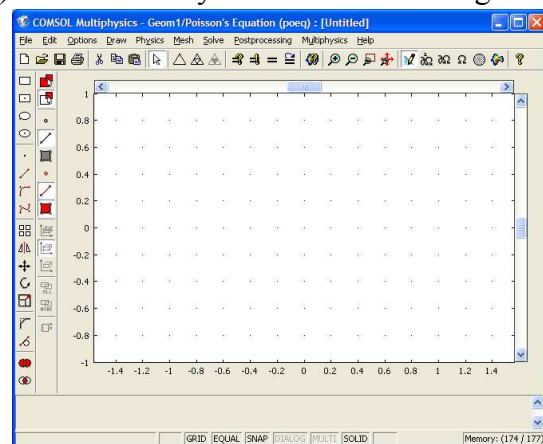 COMSOL Multiphysics - Geom1/Poisson's Equation (poeq) : [Untitled]
File Edit Options Draw Physics Mesh Solve Postprocessing Multiphysics Help
1
0.8
0.6
0.4
0.2
0
-0.2
-0.4
-0.6
-0.8
-1
-1.4 -1.2 -1 -0.8 -0.6 -0.4 -0.2 0 0.2 0.4 0.6 0.8 1 1.2 1.4
GRID EQUAL SNAP DIALOG MULTI SOLID Memory: (174 / 177)